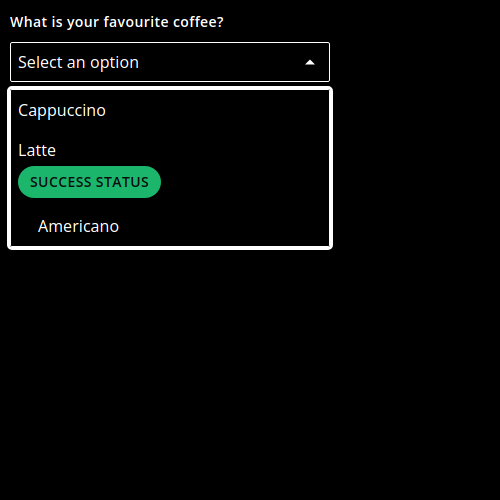 What is your favourite coffee?
Select an option
Cappuccino
Latte
SUCCESS STATUS
Americano